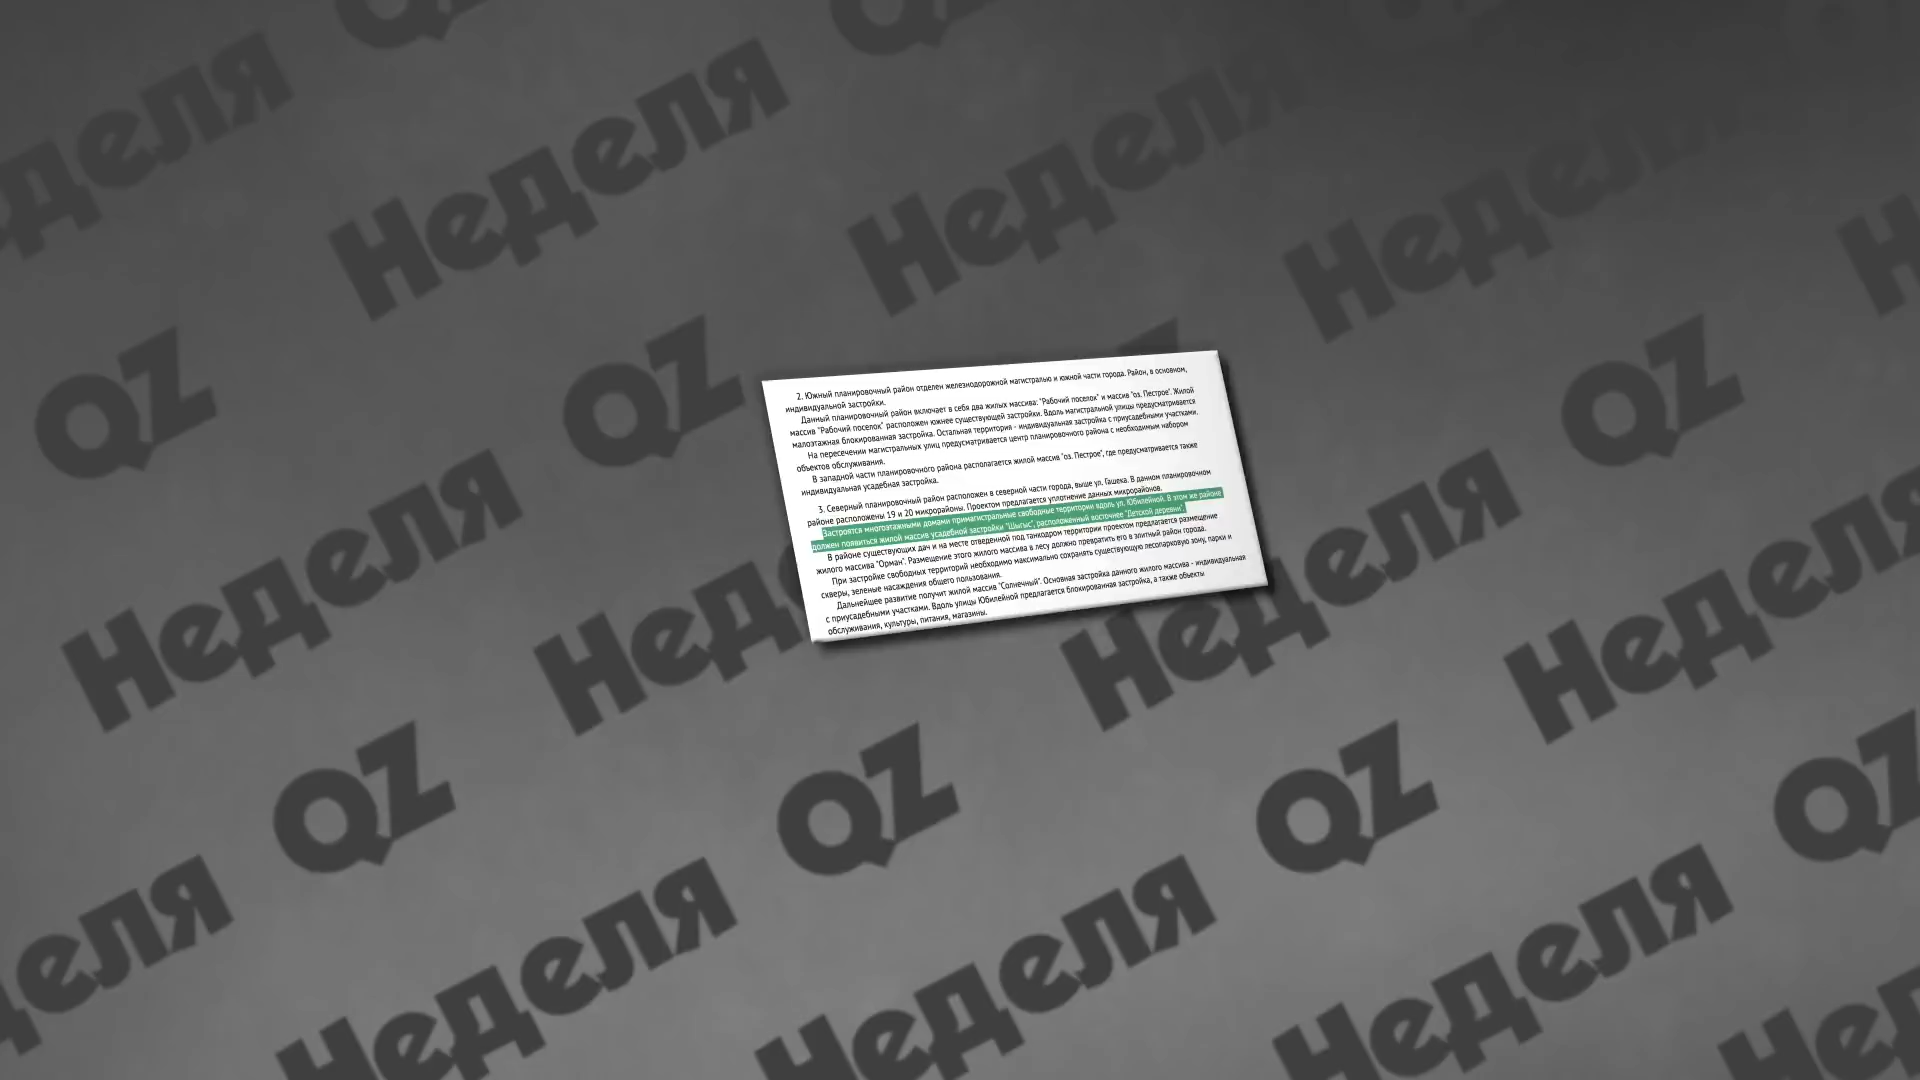 Неделя
QZ
2. Южный планировочный район отделен железнодорожной магистралью и южной части города. Район, в основном,
индивидуальной застройки.
Данный планировочный район включает в себя два жилых массива: "Рабочий поселок" и массив "оз. Пестрое". Жилой
массив "Рабочий поселок" расположен южнее существующей застройки. Вдоль магистральной улицы предусматривается
малоэтажная блокированная застройка. Остальная территория - индивидуальная застройка с приусадебными участками.
На пересечении магистральных улиц предусматривается центр планировочного района с необходимым набором
объектов обслуживания.
В западной части планировочного района располагается жилой массив "оз. Пестрое", где предусматривается также
индивидуальная усадебная застройка.
3. Северный планировочный район расположен в северной части города, выше ул. Гашека. В данном планировочном
районе расположены 19 и 20 микрорайоны. Проектом предлагается уплотнение данных микрорайонов.
Застроятся многоэтажными домами примагистральные свободные территории вдоль ул. Юбилейной. В этом же районе
должен появиться жилой массив усадебной застройки "Шыгыс", расположенный восточнее "Детской деревни".
В районе существующих дач и на месте отведенной под танкодром территории проектом предлагается размещение
жилого массива "Орман". Размещение этого жилого массива в лесу должно превратить его в элитный район города.
При застройке свободных территорий необходимо максимально сохранять существующую лесопарковую зону, парки и
скверы, зеленые насаждения общего пользования.
Дальнейшее развитие получит жилой массив "Солнечный". Основная застройка данного жилого массива - индивидуальная
с приусадебными участками. Вдоль улицы Юбилейной предлагается блокированная застройка, а также объекты
обслуживания, культуры, питания, магазины.